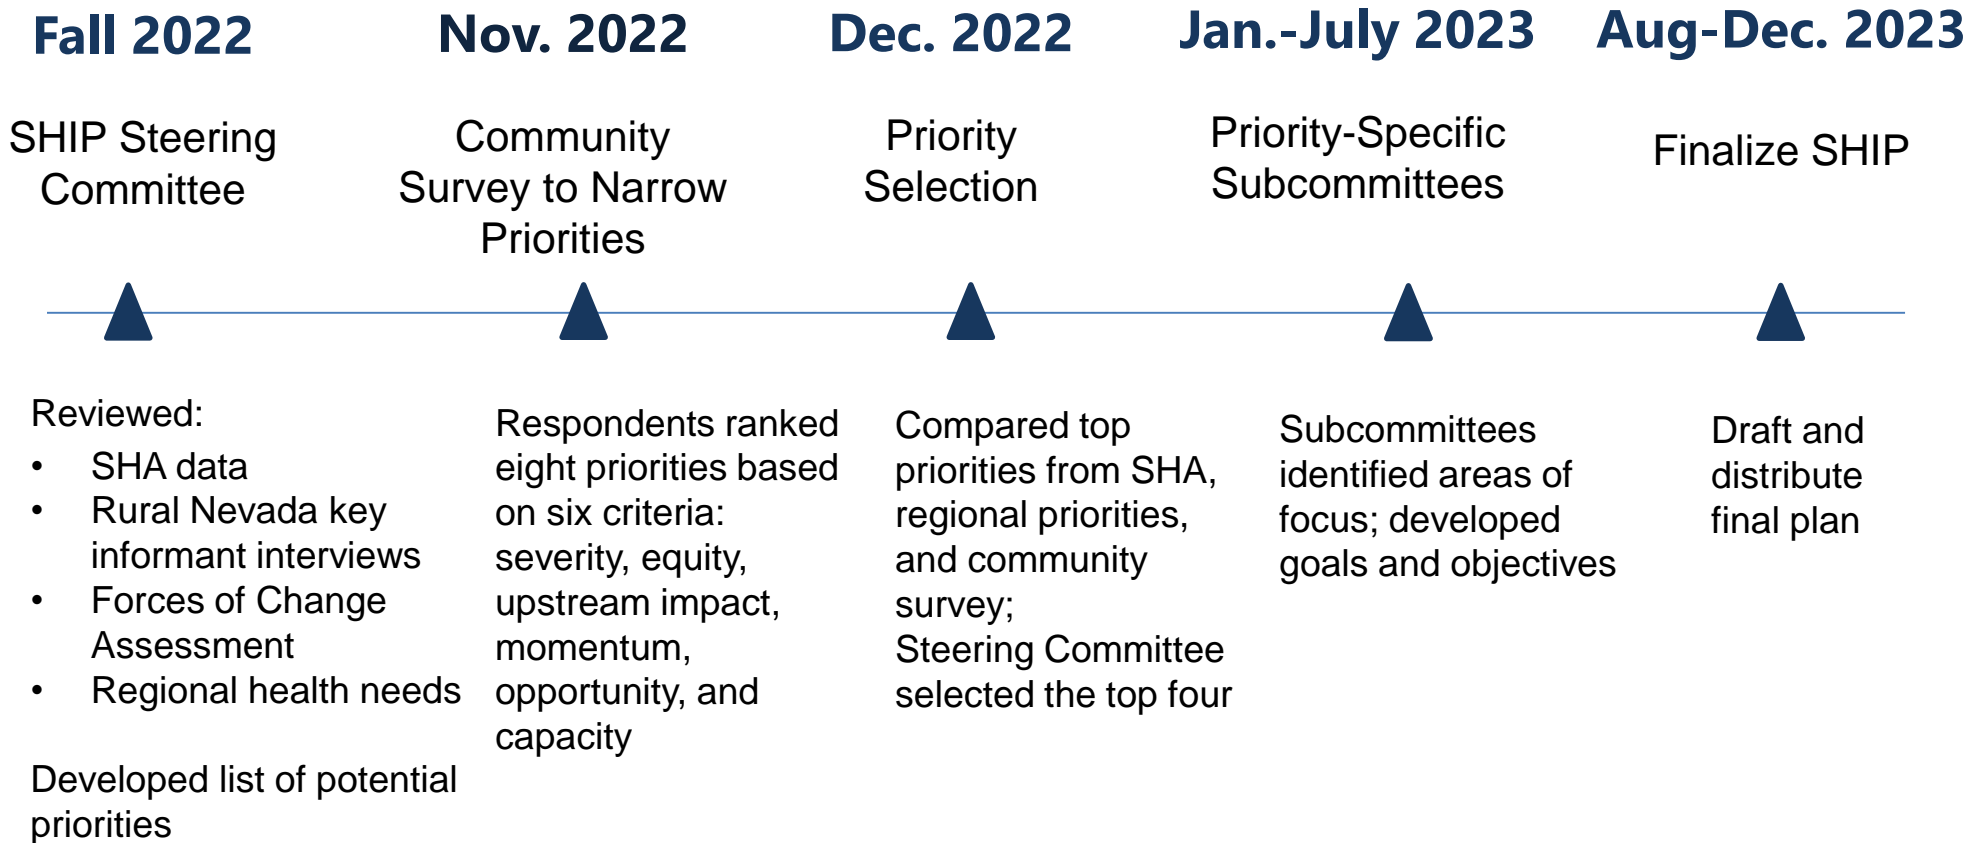 Fall 2022
SHIP Steering
Committee
Reviewed:
• SHA data
• Rural Nevada key
informant interviews
• Forces of Change
Assessment
• Regional health needs
Developed list of potential
priorities
Nov. 2022
Community
Survey to Narrow
Priorities
Respondents ranked
eight priorities based
on six criteria:
severity, equity,
upstream impact,
momentum,
opportunity, and
capacity
Dec. 2022
Priority
Selection
Compared top
priorities from SHA,
regional priorities,
and community
survey;
Steering Committee
selected the top four
Jan.-July 2023
Priority-Specific
Subcommittees
Subcommittees
identified areas of
focus; developed
goals and objectives
Aug-Dec. 2023
Finalize SHIP
Draft and
distribute
final plan